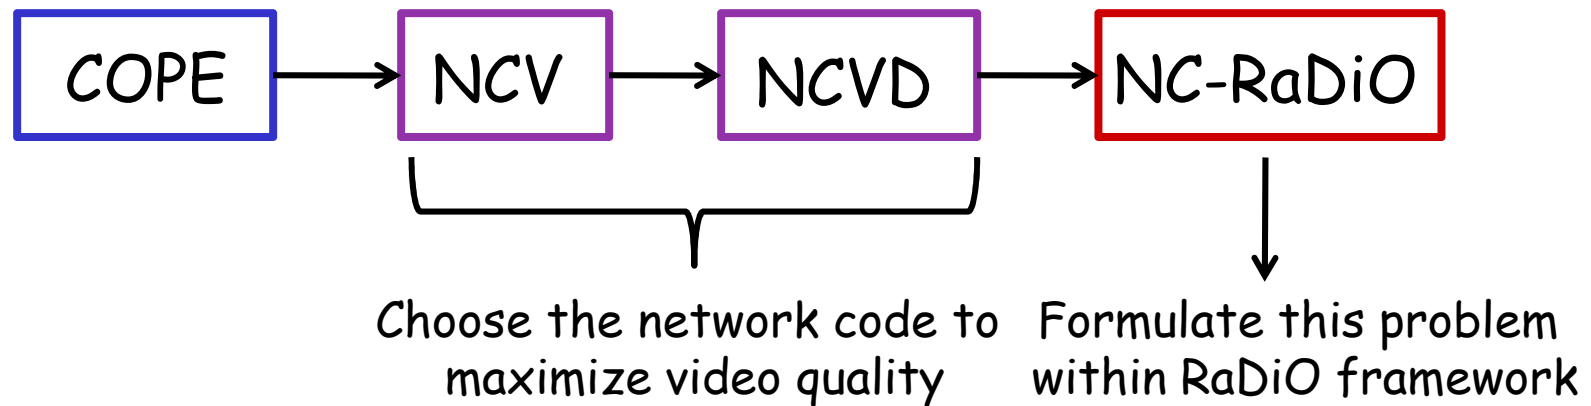 COPE
NCV
NCVD
NC-RaDiO
Choose the network code to
maximize video quality
Formulate this problem
within RaDiO framework